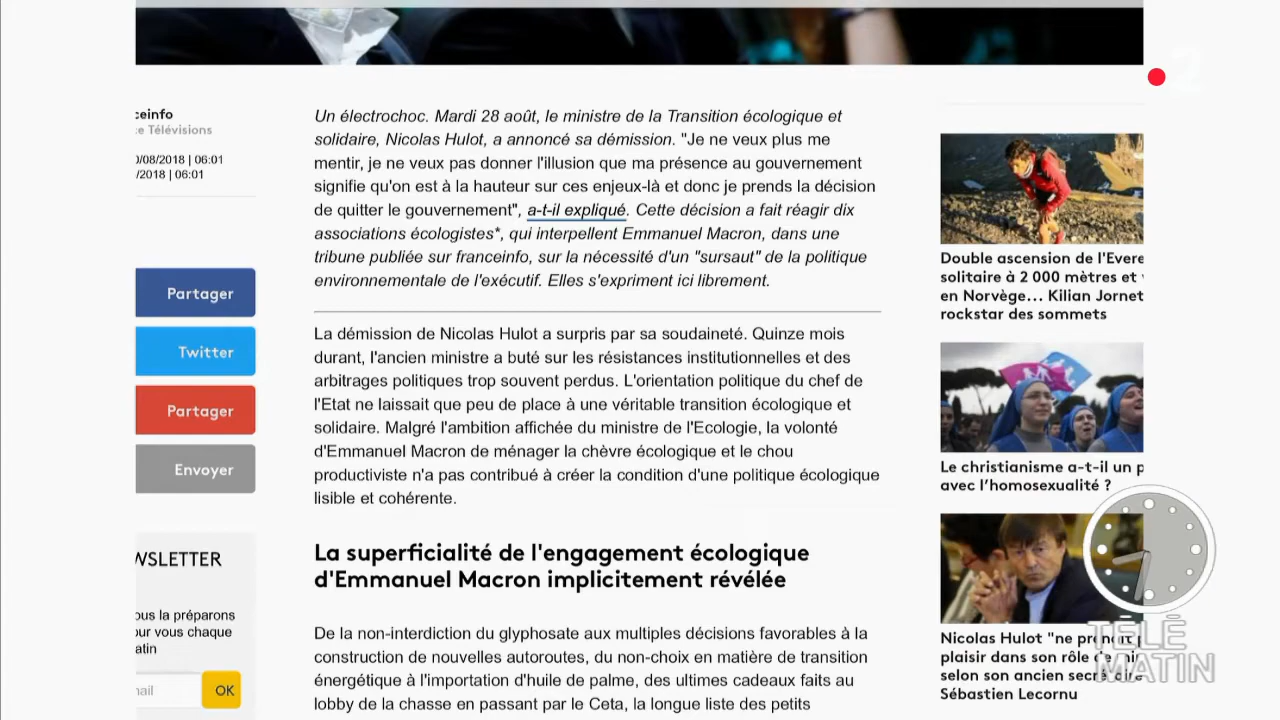 2
ceinfo
e Télévisions
0/08/2018 | 06:01
/2018 | 06:01
Partager
Twitter
Partager
Envoyer
WSLETTER
ous la préparons
our vous chaque
atin
nail
OK
Un électrochoc. Mardi 28 août, le ministre de la Transition écologique et
solidaire, Nicolas Hulot, a annoncé sa démission. "Je ne veux plus me
mentir, je ne veux pas donner l'illusion que ma présence au gouvernement
signifie qu'on est à la hauteur sur ces enjeux-là et donc je prends la décision
de quitter le gouvernement", a-t-il expliqué. Cette décision a fait réagir dix
associations écologistes*, qui interpellent Emmanuel Macron, dans une
tribune publiée sur franceinfo, sur la nécessité d'un "sursaut" de la politique
environnementale de l'exécutif. Elles s'expriment ici librement.
La démission de Nicolas Hulot a surpris par sa soudaineté. Quinze mois
durant, l'ancien ministre a buté sur les résistances institutionnelles et des
arbitrages politiques trop souvent perdus. L'orientation politique du chef de
l'Etat ne laissait que peu de place à une véritable transition écologique et
solidaire. Malgré l'ambition affichée du ministre de l'Ecologie, la volonté
d'Emmanuel Macron de ménager la chèvre écologique et le chou
productiviste n'a pas contribué à créer la condition d'une politique écologique
lisible et cohérente.
La superficialité de l'engagement écologique
d'Emmanuel Macron implicitement révélée
De la non-interdiction du glyphosate aux multiples décisions favorables à la
construction de nouvelles autoroutes, du non-choix en matière de transition
énergétique à l'importation d'huile de palme, des ultimes cadeaux faits au
lobby de la chasse en passant par le Ceta, la longue liste des petits
Double ascension de l'Evere
solitaire à 2 000 mètres et
en Norvège... Kilian Jornet
rockstar des sommets
Le christianisme a-t-il un p
avec l'homosexualité ?
Nicolas Hulot "ne prenait p
plaisir dans son rôle de mi
selon son ancien secrétaire
Sébastien Lecornu
TÉLÉ
MATIN